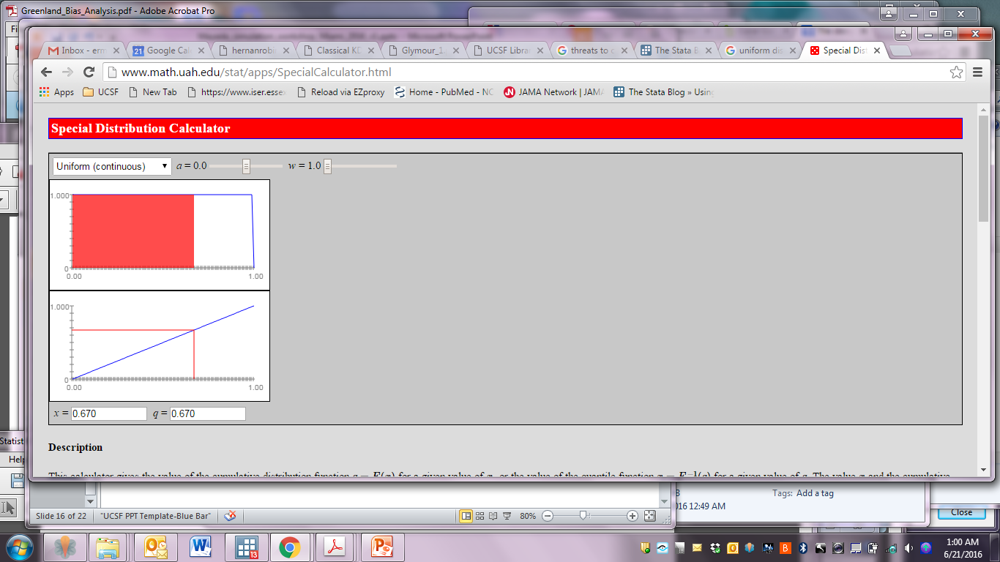 Greenland_Bias_Analysis.pdf - Adobe Acrobat Pro
Inbox - erm
Google Cal
hernanrobi
Classical KD
Glymour_1
UCSF Librar
threats to c
The Stata B
uniform dis
Special Dist
www.math.uah.edu/stat/apps/SpecialCalculator.html
Apps UCSF New Tab https://www.iser.esse Reload via EZproxy Home - PubMed - NC JAMA Network | JAMA The Stata Blog » Using
Special Distribution Calculator
Uniform (continuous) a = 0.0 w = 1.0
1.000
0
0.00 1.00
1.000
0
0.00 1.00
x = 0.670 q = 0.670
Description
This calculator gives the value of the cumulative distribution function q = F(x) for a given value of x, or the value of the quantile function x = F⁻¹(q) for a given value of q. The value x and the cumulative
Statist
Help
Tags: Add a tag
016 12:49 AM
Close
Slide 16 of 22 "UCSF PPT Template-Blue Bar" 80%
13
1:00 AM
6/21/2016